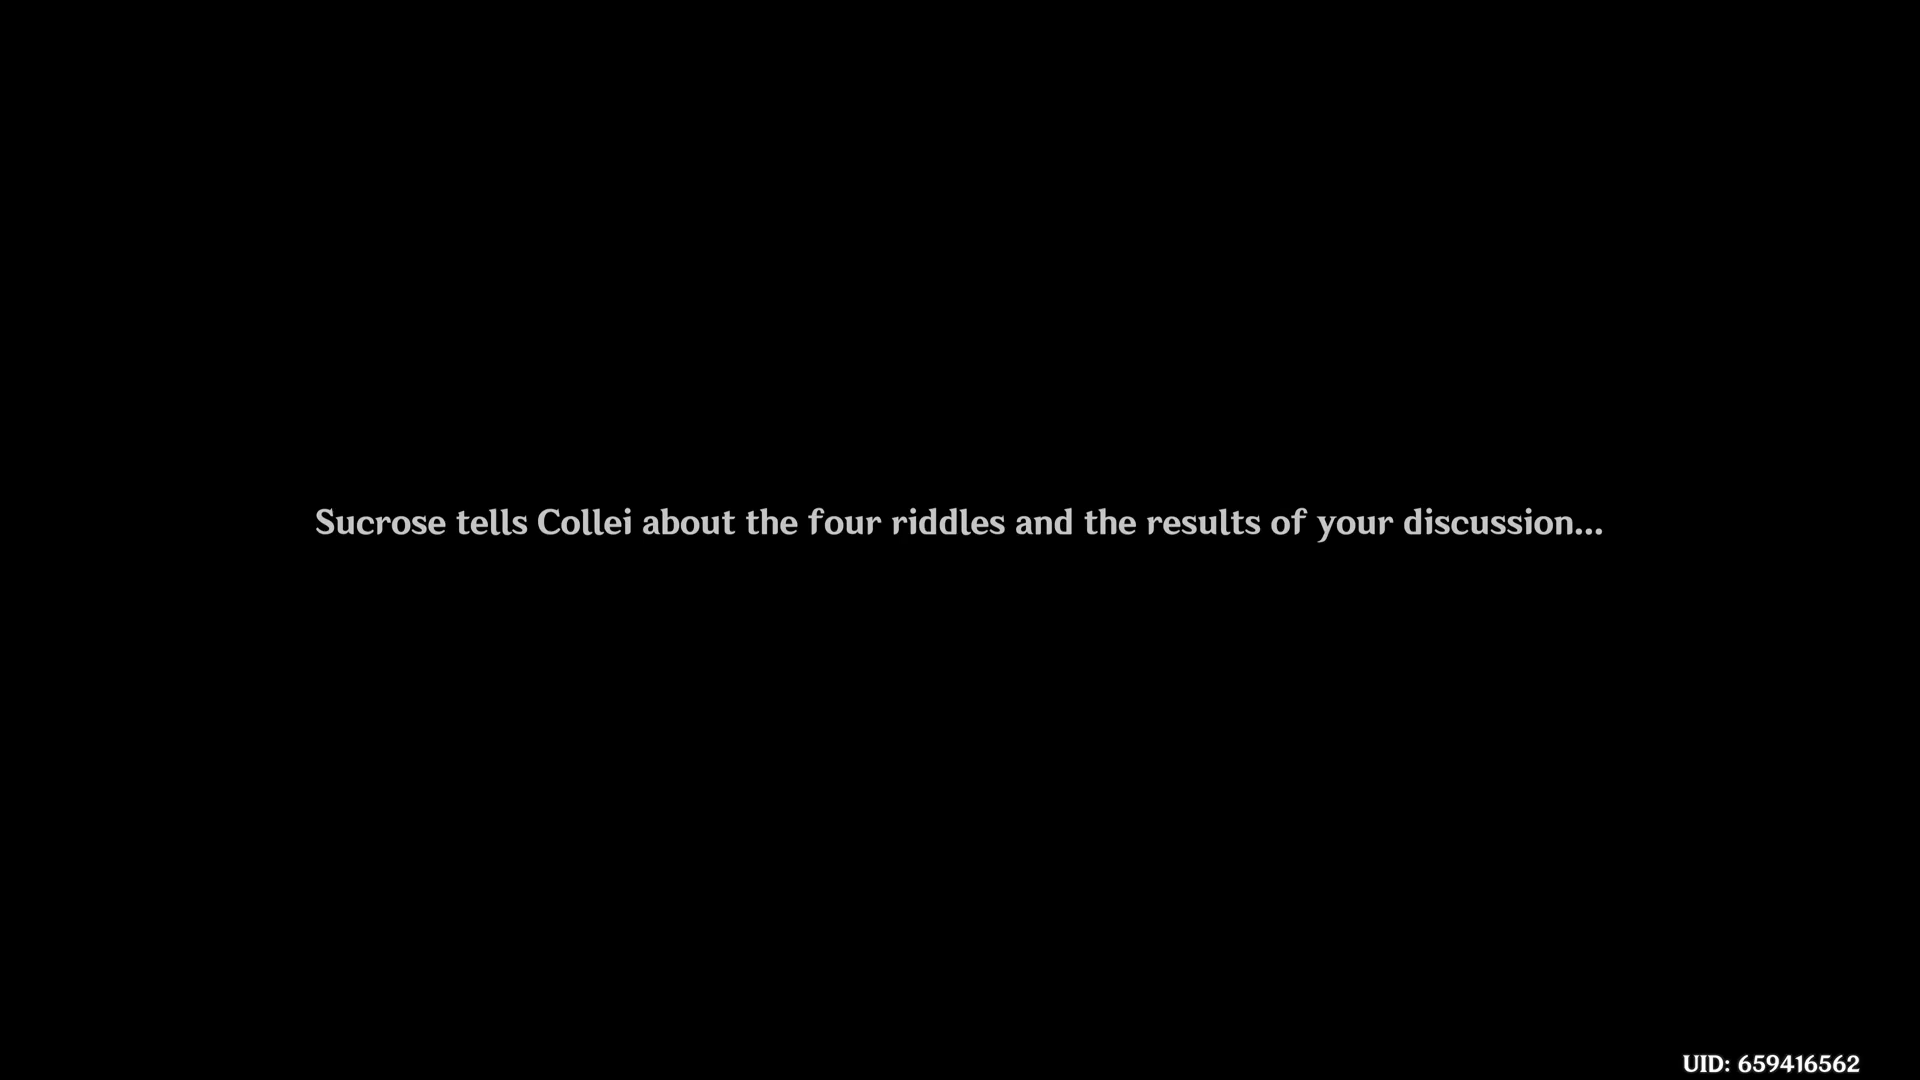 Sucrose tells Collei about the four riddles and the results of your discussion...
UID: 659416562